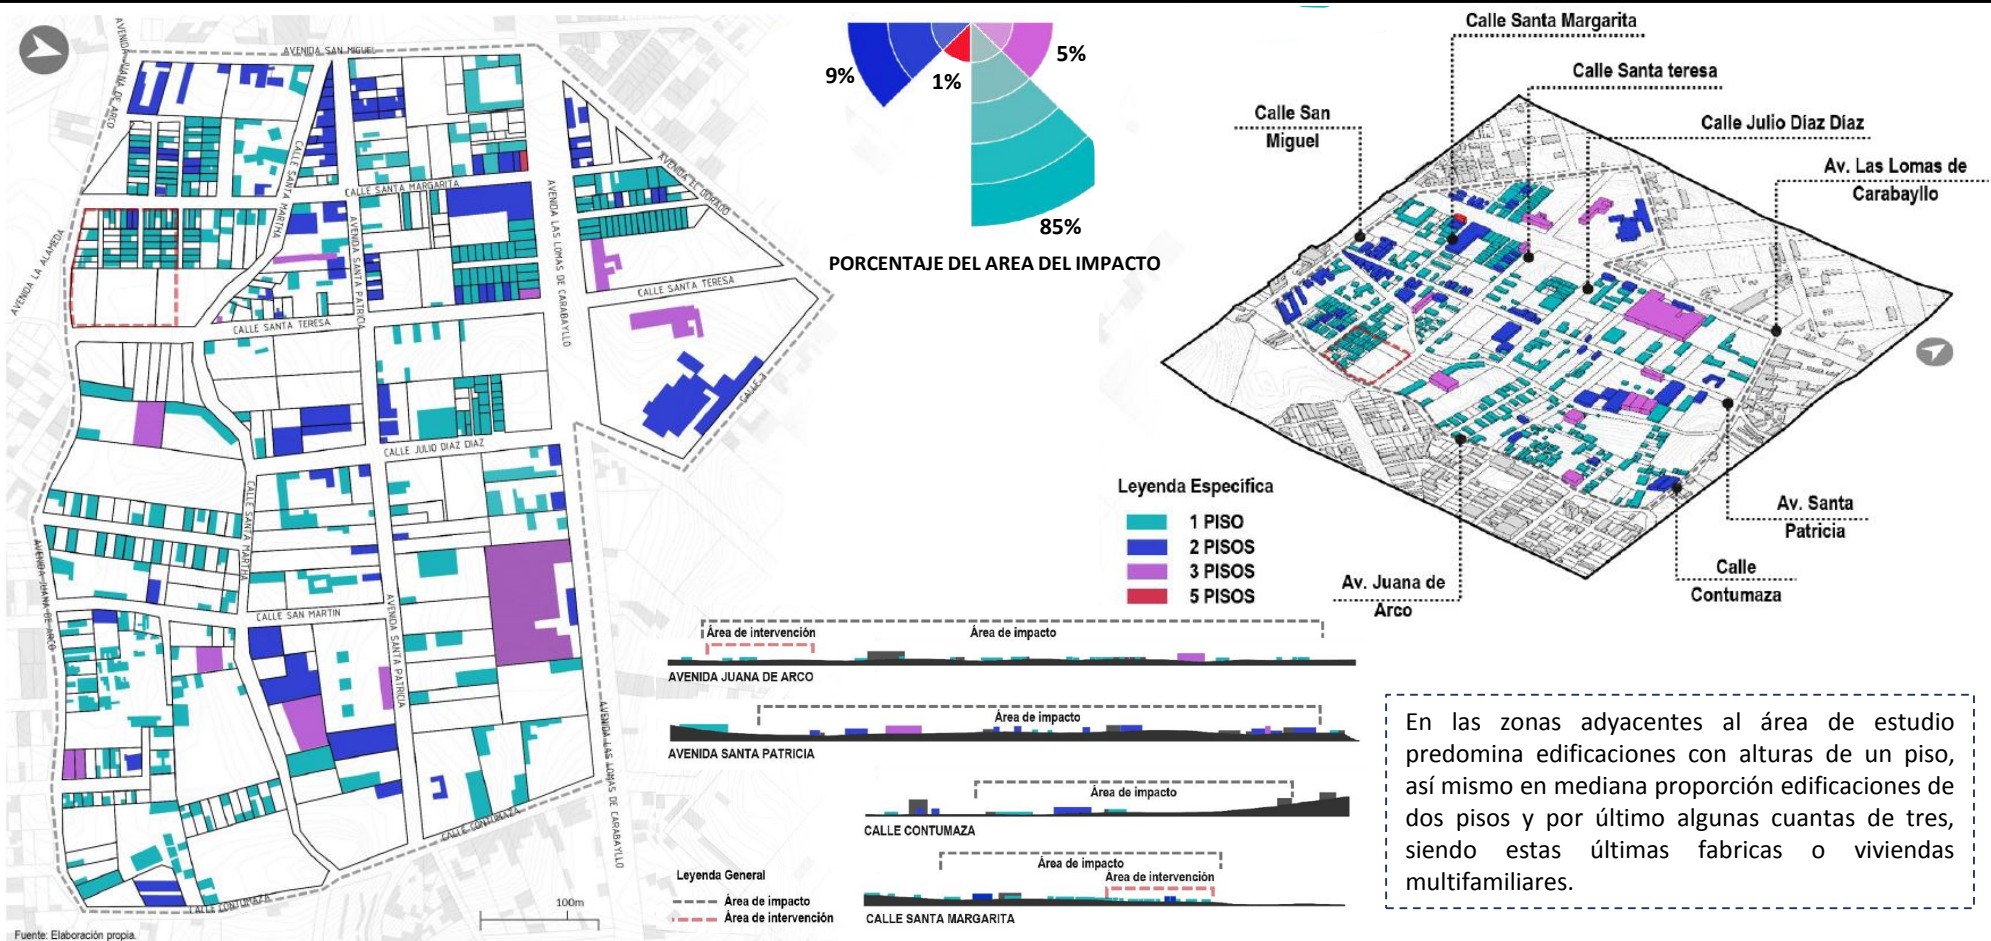 AVENIDA SAN MIGUEL
AVENIDA JUANA DE ARCO
CALLE SANTA MARTHA
CALLE SANTA MARGARITA
AVENIDA EL DORADO
AVENIDA LA ALAMEDA
AVENIDA SANTA PATRICIA
AVENIDA LAS LOMAS DE CARABAYLLO
CALLE SANTA TERESA
CALLE SANTA TERESA
CALLE 3
CALLE JULIO DIAZ DIAZ
CALLE SANTA MARTHA
AVENIDA JUANA DE ARCO
CALLE SAN MARTIN
AVENIDA SANTA PATRICIA
AVENIDA LAS LOMAS DE CARABAYLLO
CALLE CONTUMAZA
CALLE CONTUMAZA
100m
Fuente: Elaboración propia.
9%
1%
5%
85%
PORCENTAJE DEL AREA DEL IMPACTO
Calle Santa Margarita
Calle Santa teresa
Calle San
Miguel
Calle Julio Diaz Díaz
Av. Las Lomas de
Carabayllo
Av. Santa
Patricia
Calle
Contumaza
Av. Juana de
Arco
Leyenda Especifica
1 PISO
2 PISOS
3 PISOS
5 PISOS
Área de intervención
Área de impacto
AVENIDA JUANA DE ARCO
Área de impacto
AVENIDA SANTA PATRICIA
Área de impacto
CALLE CONTUMAZA
Área de impacto
Área de intervención
CALLE SANTA MARGARITA
Leyenda General
Área de impacto
Área de intervención
En las zonas adyacentes al área de estudio
predomina edificaciones con alturas de un piso,
así mismo en mediana proporción edificaciones de
dos pisos y por último algunas cuantas de tres,
siendo estas últimas fabricas o viviendas
multifamiliares.